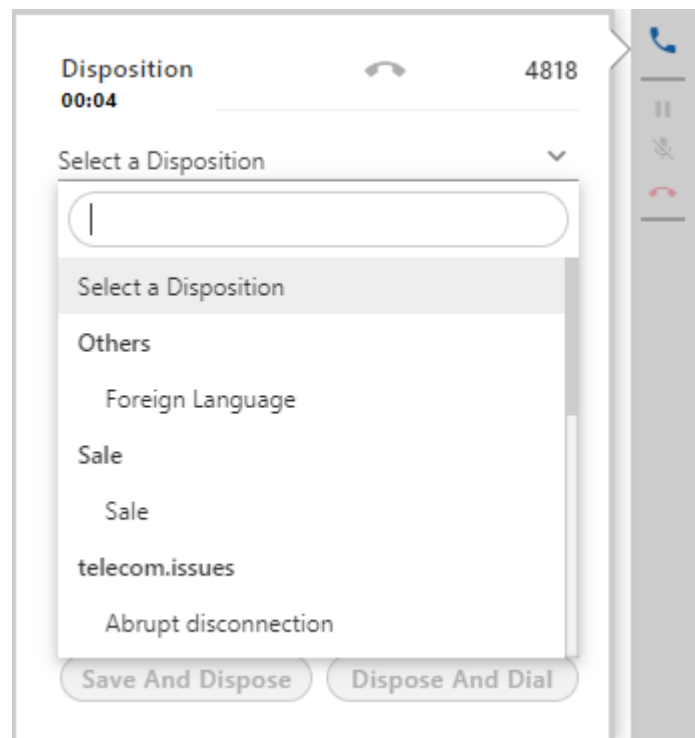 Disposition 4818
00:04
Select a Disposition
Select a Disposition
Others
Foreign Language
Sale
Sale
telecom.issues
Abrupt disconnection
Save And Dispose Dispose And Dial